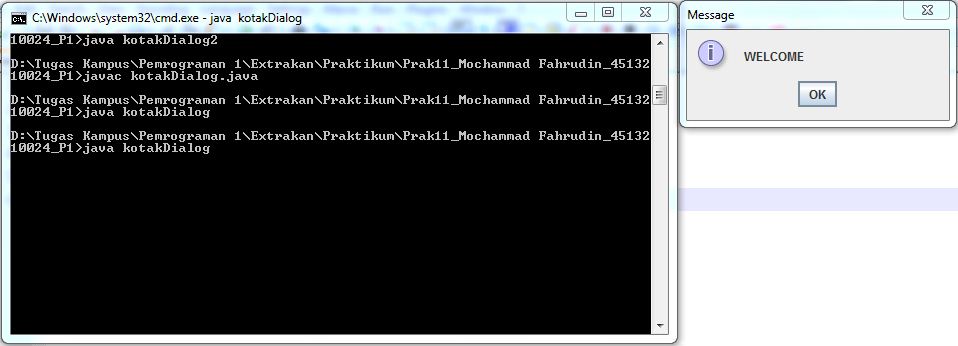 C:\Windows\system32\cmd.exe - java kotakDialog
10024_P1>java kotakDialog2
D:\Tugas Kampus\Pemrograman 1\Extrakan\Praktikum\Prak11_Mochammad Fahrudin_45132
10024_P1>javac kotakDialog.java
D:\Tugas Kampus\Pemrograman 1\Extrakan\Praktikum\Prak11_Mochammad Fahrudin_45132
10024_P1>java kotakDialog
D:\Tugas Kampus\Pemrograman 1\Extrakan\Praktikum\Prak11_Mochammad Fahrudin_45132
10024_P1>java kotakDialog
Message
WELCOME
OK